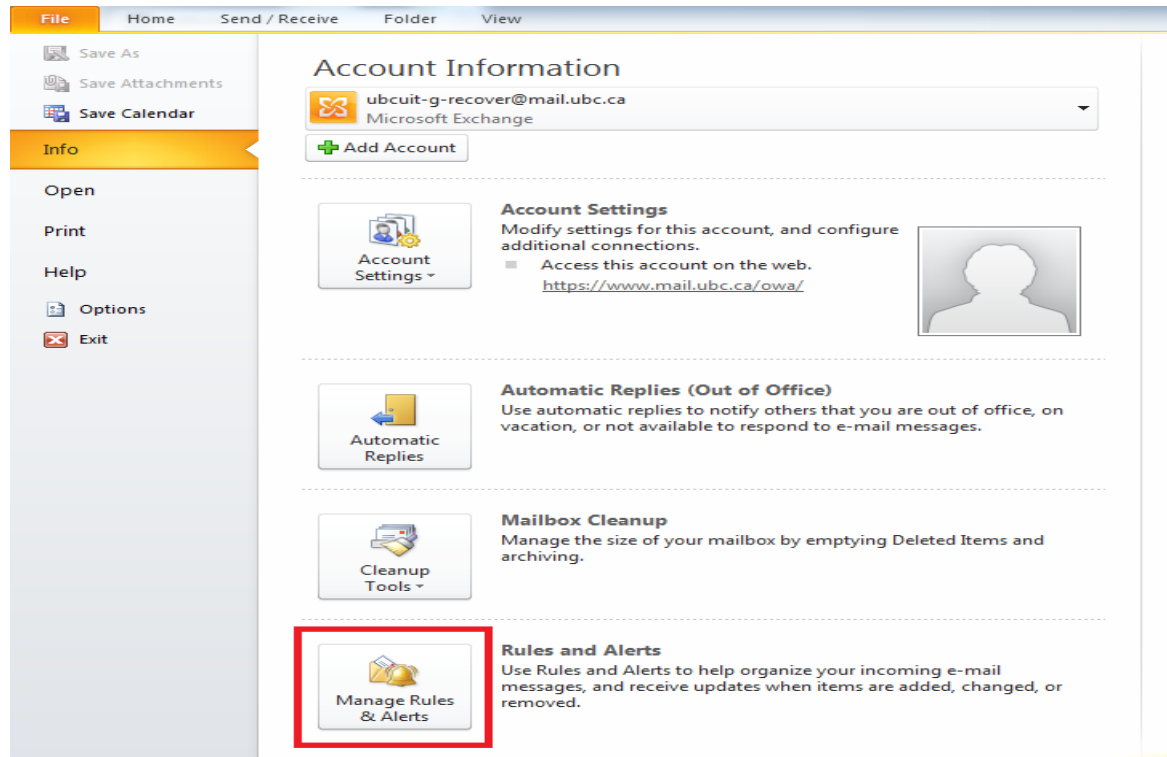 File Home Send / Receive Folder View
Save As
Save Attachments
Save Calendar
Info
Open
Print
Help
Options
Exit
Account Information
ubcuit-g-recover@mail.ubc.ca
Microsoft Exchange
Add Account
Account
Settings
Account Settings
Modify settings for this account, and configure
additional connections.
Access this account on the web.
https://www.mail.ubc.ca/owa/
Automatic
Replies
Automatic Replies (Out of Office)
Use automatic replies to notify others that you are out of office, on
vacation, or not available to respond to e-mail messages.
Cleanup
Tools
Mailbox Cleanup
Manage the size of your mailbox by emptying Deleted Items and
archiving.
Manage Rules
& Alerts
Rules and Alerts
Use Rules and Alerts to help organize your incoming e-mail
messages, and receive updates when items are added, changed, or
removed.